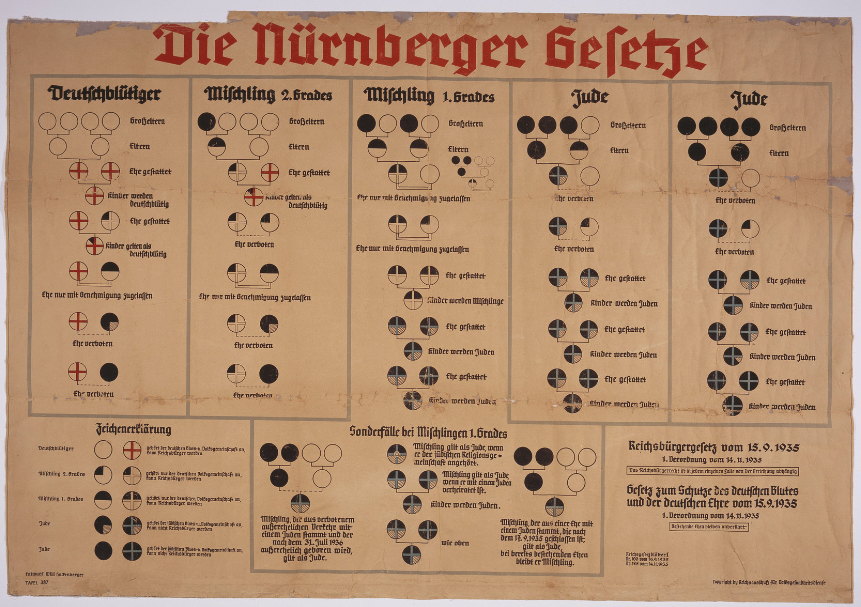 Die Nürnberger Gesetze
Deutschblütiger
Großeltern
Eltern
Ehe gestattet
Kinder werden
deutschblütig
Ehe gestattet
Kinder gelten als
deutschblütig
Ehe nur mit Genehmigung zugelassen
Ehe verboten
Ehe verboten
Mischling 2. Grades
Großeltern
Eltern
Ehe gestattet
Kinder gelten als
deutschblütig
Ehe verboten
Ehe nur mit Genehmigung zugelassen
Ehe verboten
Ehe verboten
Mischling 1. Grades
Großeltern
Eltern
Ehe nur mit Genehmigung zugelassen
Ehe nur mit Genehmigung zugelassen
Ehe gestattet
Kinder werden Mischlinge
Ehe gestattet
Kinder werden Juden
Ehe gestattet
Kinder werden Juden
Jude
Großeltern
Eltern
Ehe verboten
Ehe verboten
Ehe gestattet
Kinder werden Juden
Ehe gestattet
Kinder werden Juden
Ehe gestattet
Kinder werden Juden
Jude
Großeltern
Eltern
Ehe verboten
Ehe verboten
Ehe gestattet
Kinder werden Juden
Ehe gestattet
Kinder werden Juden
Ehe gestattet
Kinder werden Juden
Zeichenerklärung
Deutschblütiger
Mischling 2. Grades
Mischling 1. Grades
Jude
Jude
Sonderfälle bei Mischlingen 1. Grades
Mischling, der aus verbotenem
außerehelichen Verkehr mit
einem Juden stammt und der
nach dem 31. Juli 1936
außerehelich geboren wird,
gilt als Jude.
Mischling gilt als Jude, wenn
er der jüdischen Religionsge-
meinschaft angehört.
Mischling gilt als Jude,
wenn er mit einem Juden
verheiratet ist.
Kinder werden Juden.
wie oben
Mischling, der aus einer Ehe mit
einem Juden stammt, die nach
dem 17.9.1935 geschlossen ist,
gilt als Jude,
bei bereits bestehenden Ehen
bleibt er Mischling.
Reichsbürgergesetz vom 15.9.1935
1. Verordnung vom 14.11.1935
Gesetz zum Schutze des deutschen Blutes
und der deutschen Ehre vom 15.9.1935
1. Verordnung vom 14.11.1935